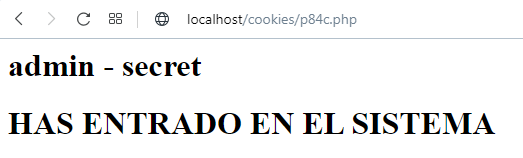 localhost/cookies/p84c.php
admin - secret
HAS ENTRADO EN EL SISTEMA